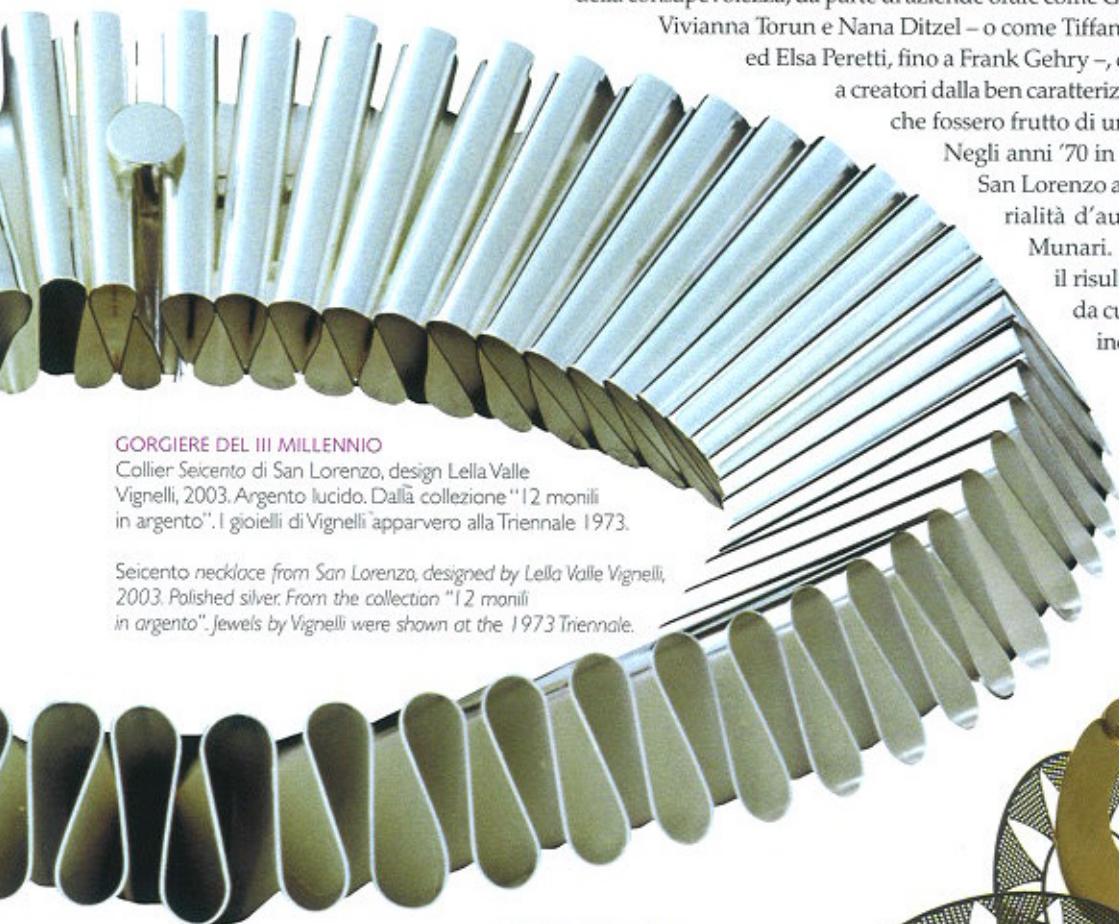 Vivianna Torun e Nana Ditzel – o come Tiffan
ed Elsa Peretti, fino a Frank Gehry –,
a creatori dalla ben caratteriz
che fossero frutto di un
Negli anni '70 in
San Lorenzo a
rialità d'au
Munari.
il risul
da cu
inc
GORGIERE DEL III MILLENNIO
Collier Seicento di San Lorenzo, design Lella Valle
Vignelli, 2003. Argento lucido. Dalla collezione "12 monili
in argento". I gioielli di Vignelli apparvero alla Triennale 1973.
Seicento necklace from San Lorenzo, designed by Lella Valle Vignelli,
2003. Polished silver. From the collection "12 monili
in argento". Jewels by Vignelli were shown at the 1973 Triennale.